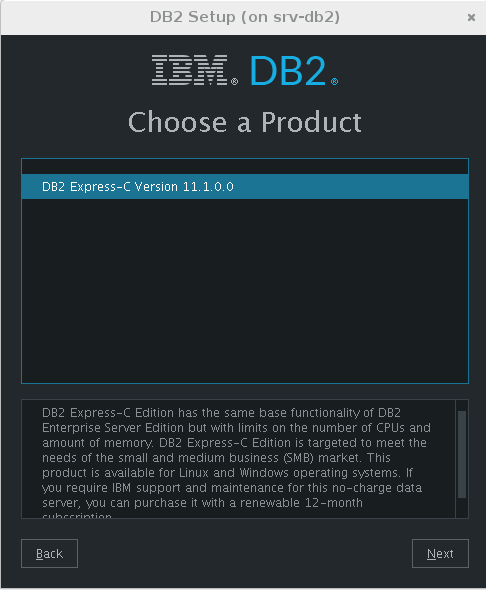 DB2 Setup (on srv-db2)
×
IBM® DB2®
Choose a Product
DB2 Express-C Version 11.1.0.0
DB2 Express-C Edition has the same base functionality of DB2
Enterprise Server Edition but with limits on the number of CPUs and
amount of memory. DB2 Express-C Edition is targeted to meet the
needs of the small and medium business (SMB) market. This
product is available for Linux and Windows operating systems. If
you require IBM support and maintenance for this no-charge data
server, you can purchase it with a renewable 12-month
subscription
Back
Next